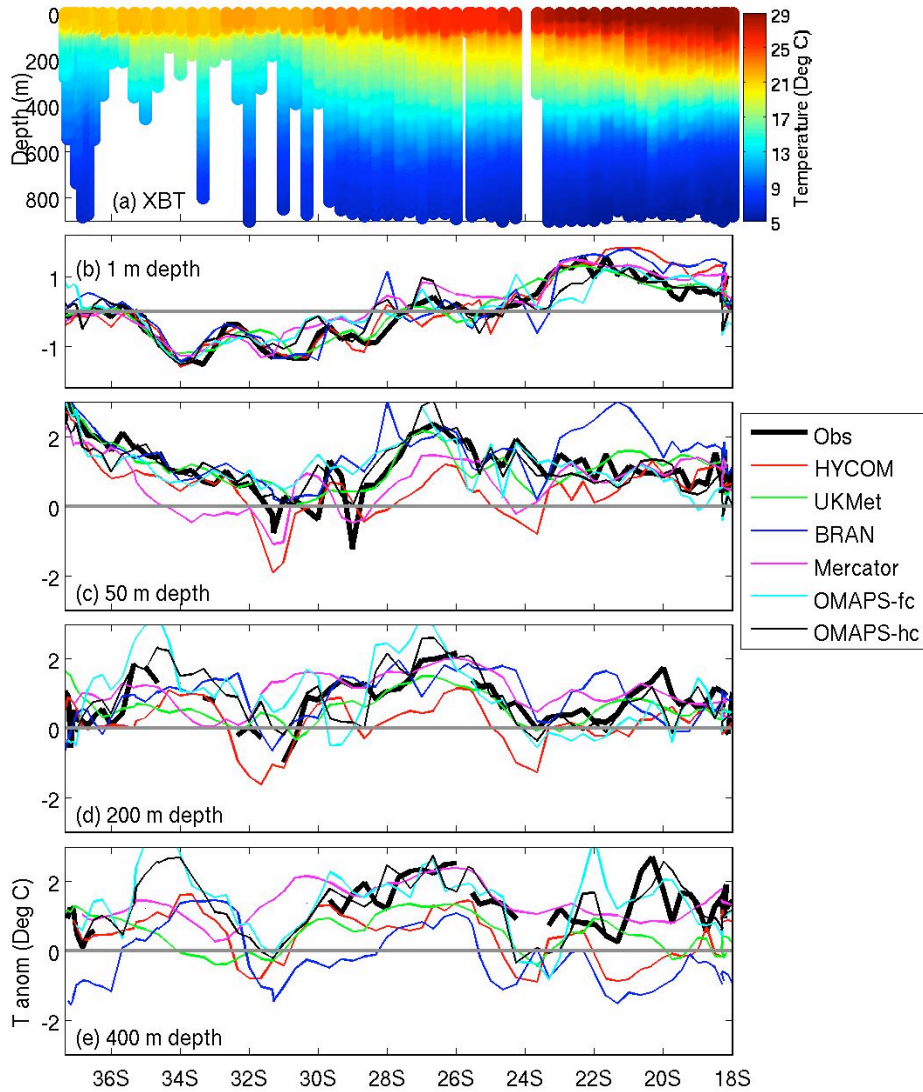 0
200
400
600
800
Depth (m)
(a) XBT
29
25
21
17
13
9
5
Temperature (Deg C)
(b) 1 m depth
1
-1
(c) 50 m depth
2
0
-2
(d) 200 m depth
2
0
-2
(e) 400 m depth
2
0
-2
T anom (Deg C)
36S 34S 32S 30S 28S 26S 24S 22S 20S 18S
Obs
HYCOM
UKMet
BRAN
Mercator
OMAPS-fc
OMAPS-hc